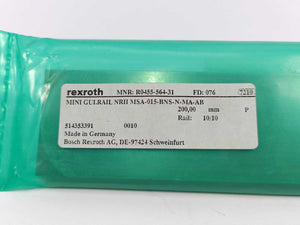 rexroth MNR: R0455-564-31 FD: 076 7210
MINI GULRAIL NRII MSA-015-BNS-N-MA-AB
200,00 mm P
Rail: 10/10
514353391 0010
Made in Germany
Bosch Rexroth AG, DE-97424 Schweinfurt